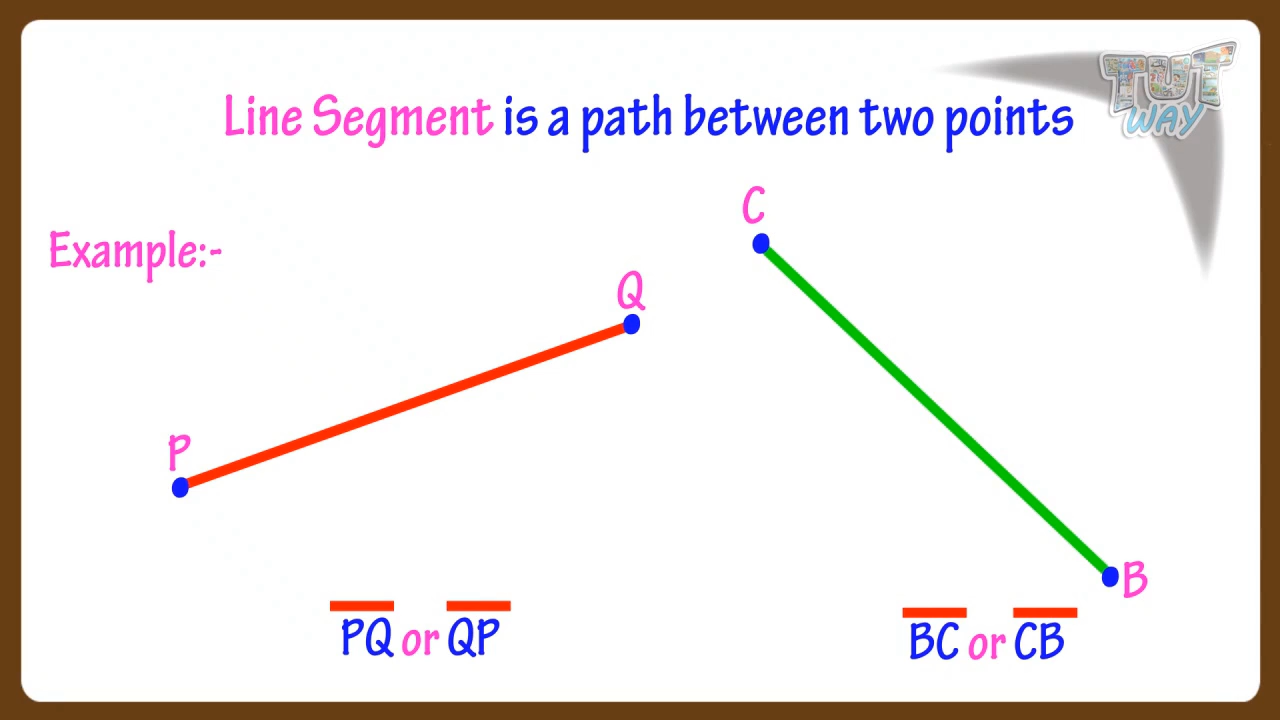 TUT
WAY
Line Segment is a path between two points
Example:-
C
Q
P
B
PQ or QP
BC or CB